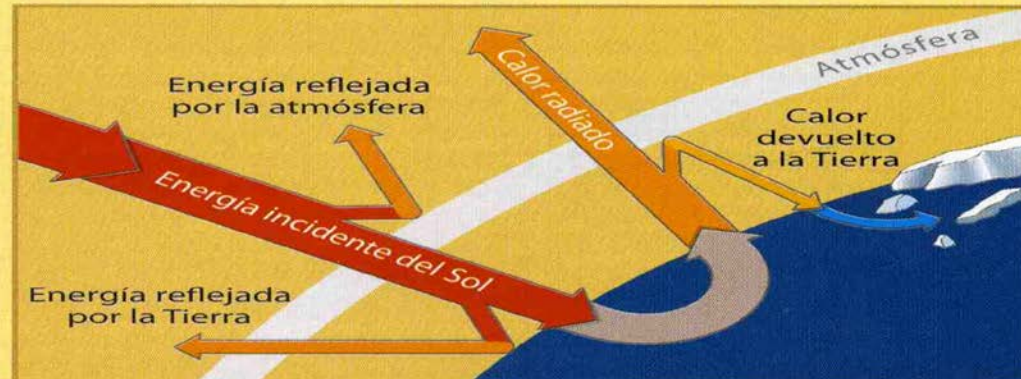 Energía reflejada
por la atmósfera
Calor radiado
Atmósfera
Calor
devuelto
a la Tierra
Energía incidente del Sol
Energía reflejada
por la Tierra